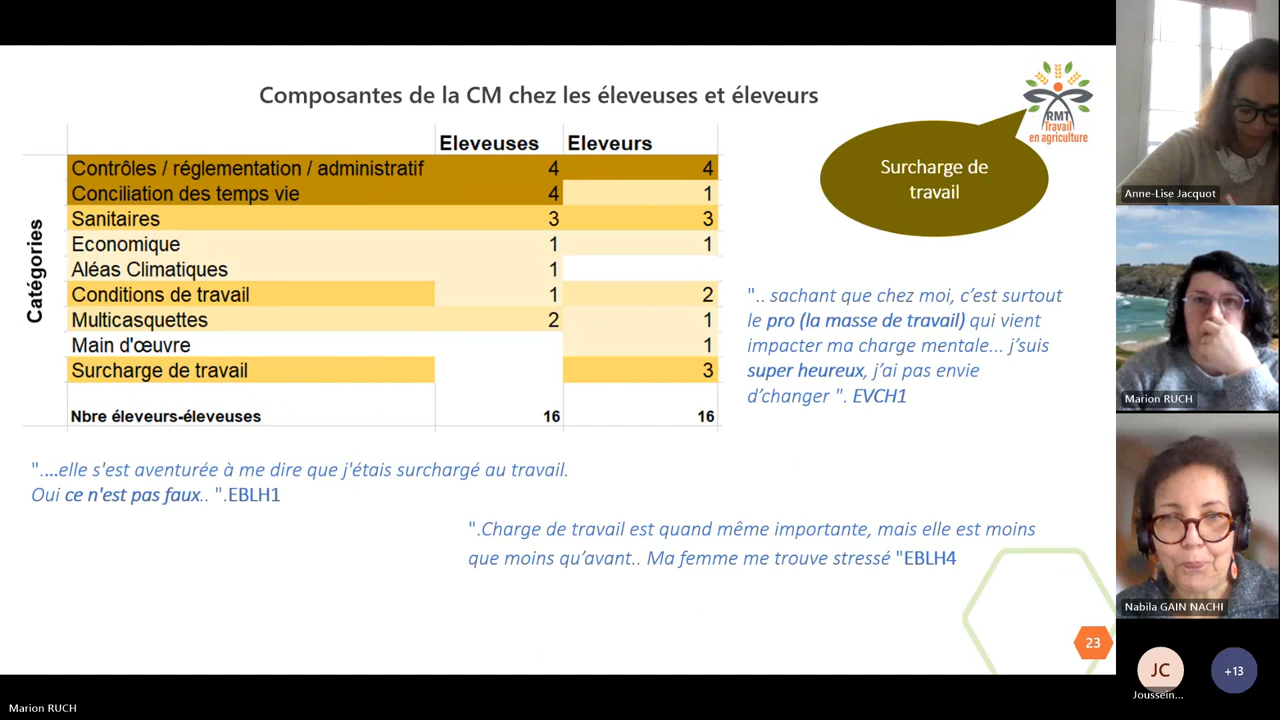 Composantes de la CM chez les éleveuses et éleveurs
RMT
Travail
en agriculture
Surcharge de
travail
Catégories
Eleveuses Eleveurs
Contrôles / réglementation / administratif 4 4
Conciliation des temps vie 4 1
Sanitaires 3 3
Economique 1 1
Aléas Climatiques 1
Conditions de travail 1 2
Multicasquettes 2 1
Main d'œuvre 1
Surcharge de travail 3
Nbre éleveurs-éleveuses 16 16
".. sachant que chez moi, c’est surtout
le pro (la masse de travail) qui vient
impacter ma charge mentale... j’suis
super heureux, j’ai pas envie
d’changer ". EVCH1
"....elle s'est aventurée à me dire que j'étais surchargé au travail.
Oui ce n'est pas faux.. ".EBLH1
".Charge de travail est quand même importante, mais elle est moins
que moins qu’avant.. Ma femme me trouve stressé "EBLH4
23
Anne-Lise Jacquot
Marion RUCH
Nabila GAIN NACHI
JC
Joussein...
+13
Marion RUCH